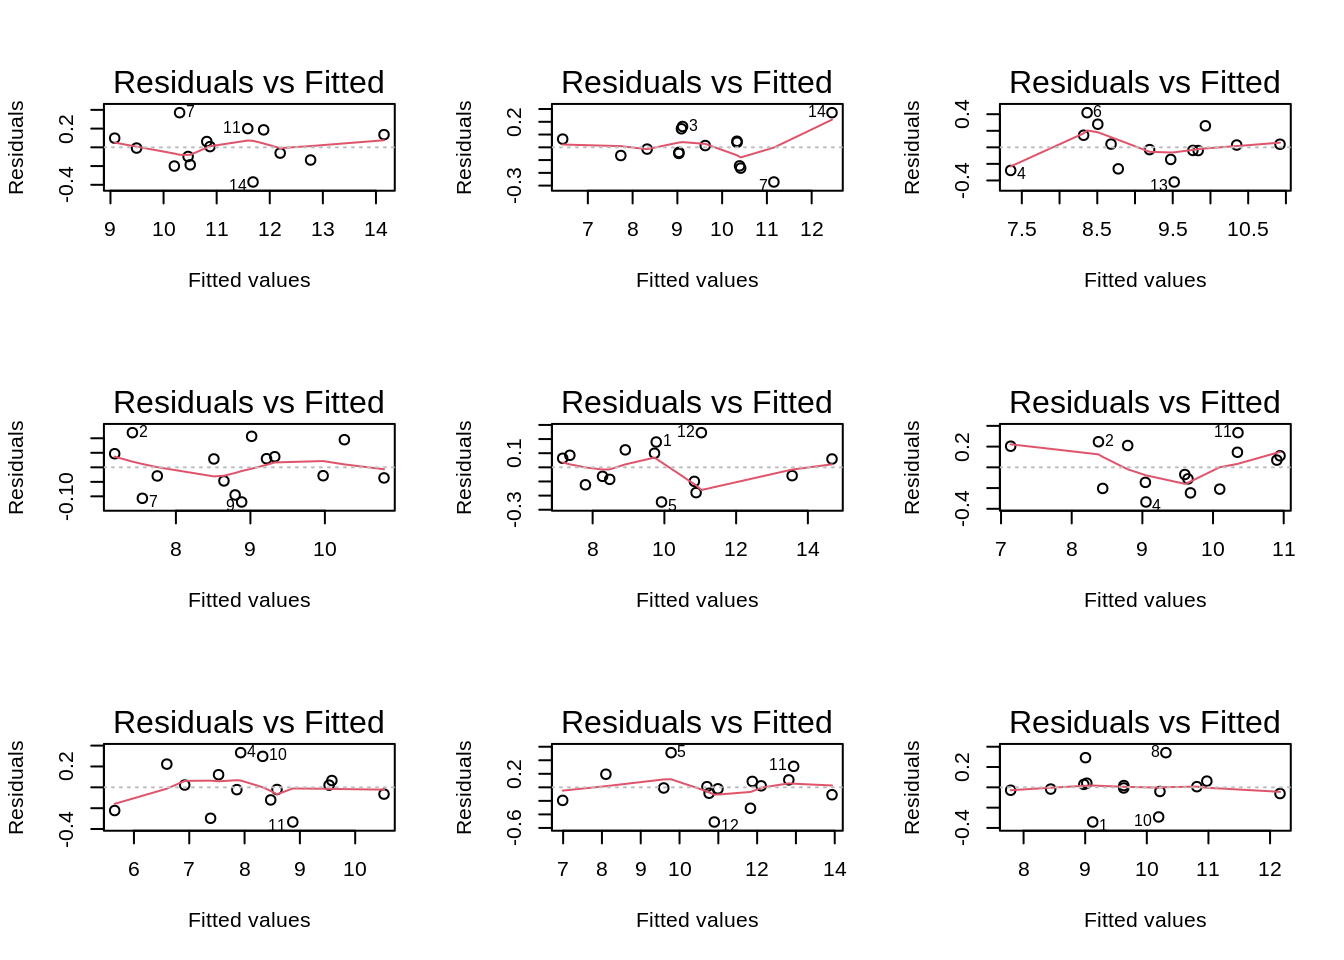 Residuals vs Fitted
Residuals
0.2
-0.4
7
11
14
9 10 11 12 13 14
Fitted values
Residuals vs Fitted
Residuals
0.2
-0.3
14
3
7
7 8 9 10 11 12
Fitted values
Residuals vs Fitted
Residuals
0.4
-0.4
6
4
13
7.5 8.5 9.5 10.5
Fitted values
Residuals vs Fitted
Residuals
-0.10
2
7
9
8 9 10
Fitted values
Residuals vs Fitted
Residuals
0.1
-0.3
12
1
5
8 10 12 14
Fitted values
Residuals vs Fitted
Residuals
0.2
-0.4
11
2
4
7 8 9 10 11
Fitted values
Residuals vs Fitted
Residuals
0.2
-0.4
4
10
11
6 7 8 9 10
Fitted values
Residuals vs Fitted
Residuals
0.2
-0.6
5
11
12
7 8 9 10 12 14
Fitted values
Residuals vs Fitted
Residuals
0.2
-0.4
8
10
1
8 9 10 11 12
Fitted values